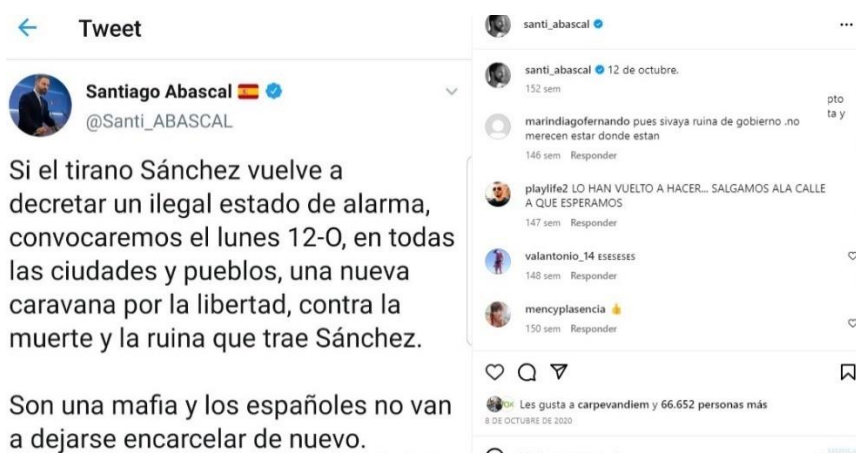 Tweet
Santiago Abascal
@Santi_ABASCAL
Si el tirano Sánchez vuelve a
decretar un ilegal estado de alarma,
convocaremos el lunes 12-O, en todas
las ciudades y pueblos, una nueva
caravana por la libertad, contra la
muerte y la ruina que trae Sánchez.
Son una mafia y los españoles no van
a dejarse encarcelar de nuevo.
santi_abascal
santi_abascal 12 de octubre.
152 sem
pto
ta y
marindiagofernando pues sivaya ruina de gobierno .no
merecen estar donde estan
146 sem Responder
playlife2 LO HAN VUELTO A HACER... SALGAMOS ALA CALLE
A QUE ESPERAMOS
147 sem Responder
valantonio_14 ESESESES
148 sem Responder
mencyplasencia
150 sem Responder
Les gusta a carpevandiem y 66.652 personas más
8 DE OCTUBRE DE 2020